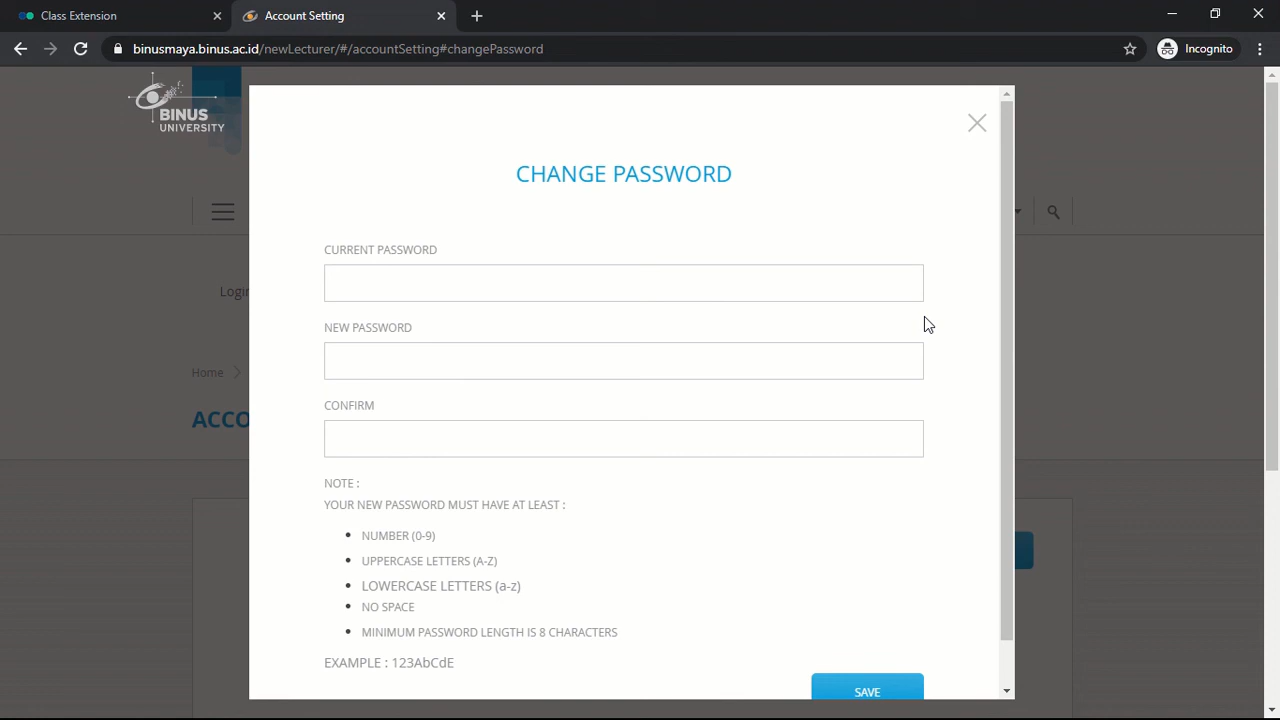 Class Extension
Account Setting
binusmaya.binus.ac.id/newLecturer/#/accountSetting#changePassword
Incognito
BINUS
UNIVERSITY
CHANGE PASSWORD
CURRENT PASSWORD
Login
NEW PASSWORD
Home
CONFIRM
ACCO
NOTE :
YOUR NEW PASSWORD MUST HAVE AT LEAST :
• NUMBER (0-9)
• UPPERCASE LETTERS (A-Z)
• LOWERCASE LETTERS (a-z)
• NO SPACE
• MINIMUM PASSWORD LENGTH IS 8 CHARACTERS
EXAMPLE : 123AbCdE
SAVE